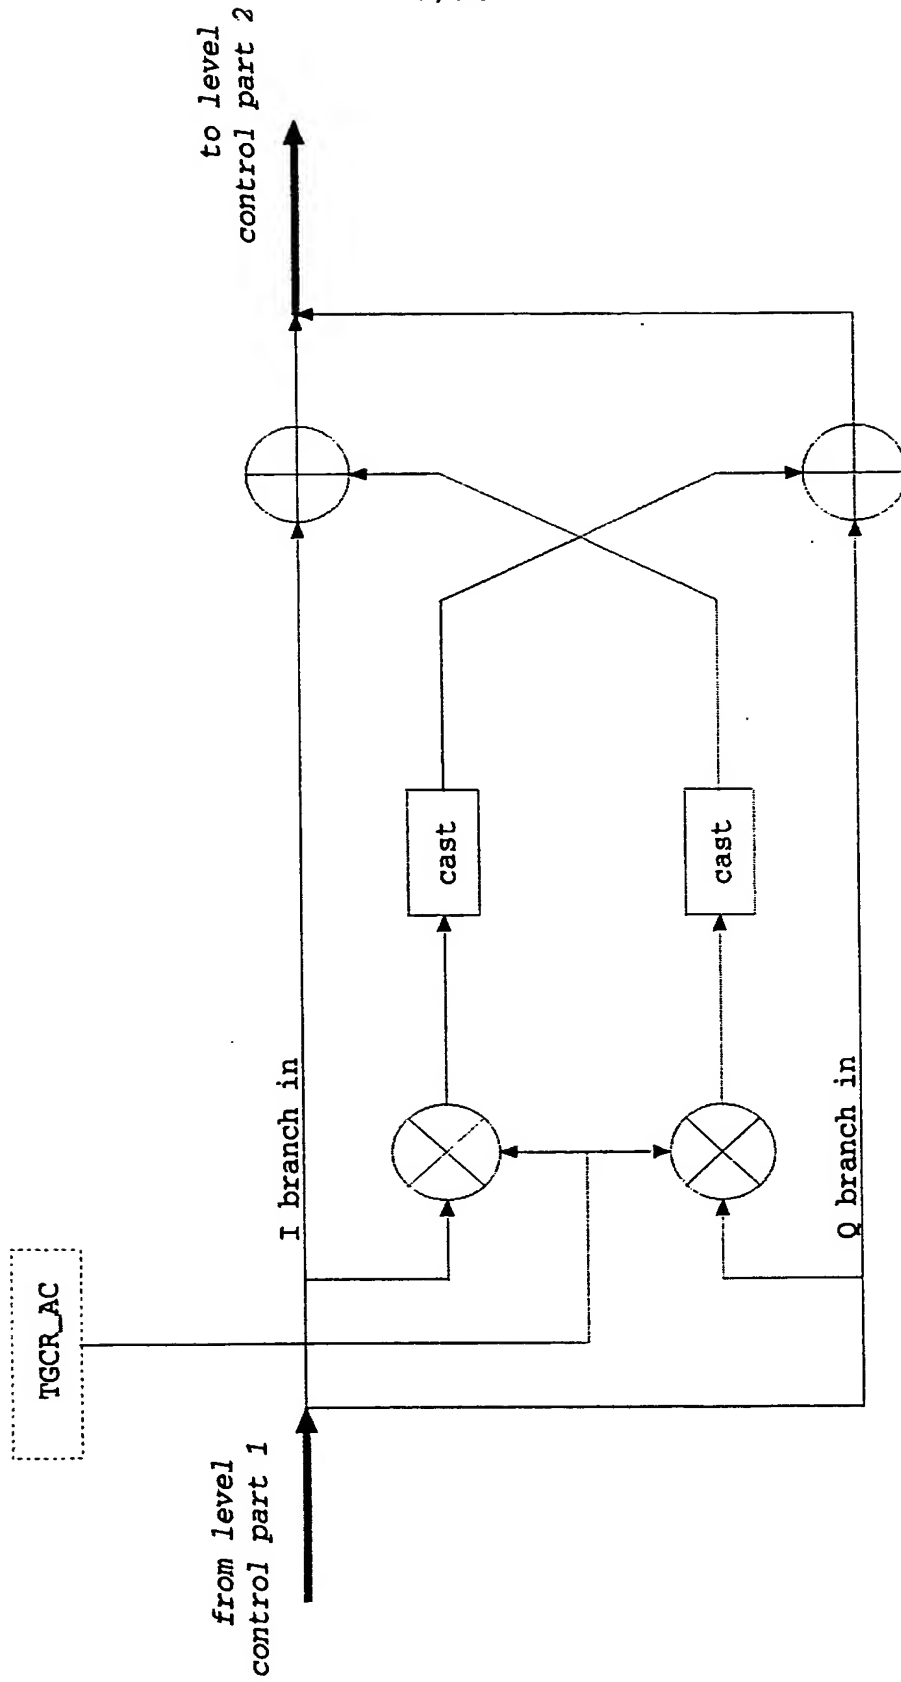 TGCR_AC
from level
control part 1
I branch in
Q branch in
cast
cast
to level
control part 2